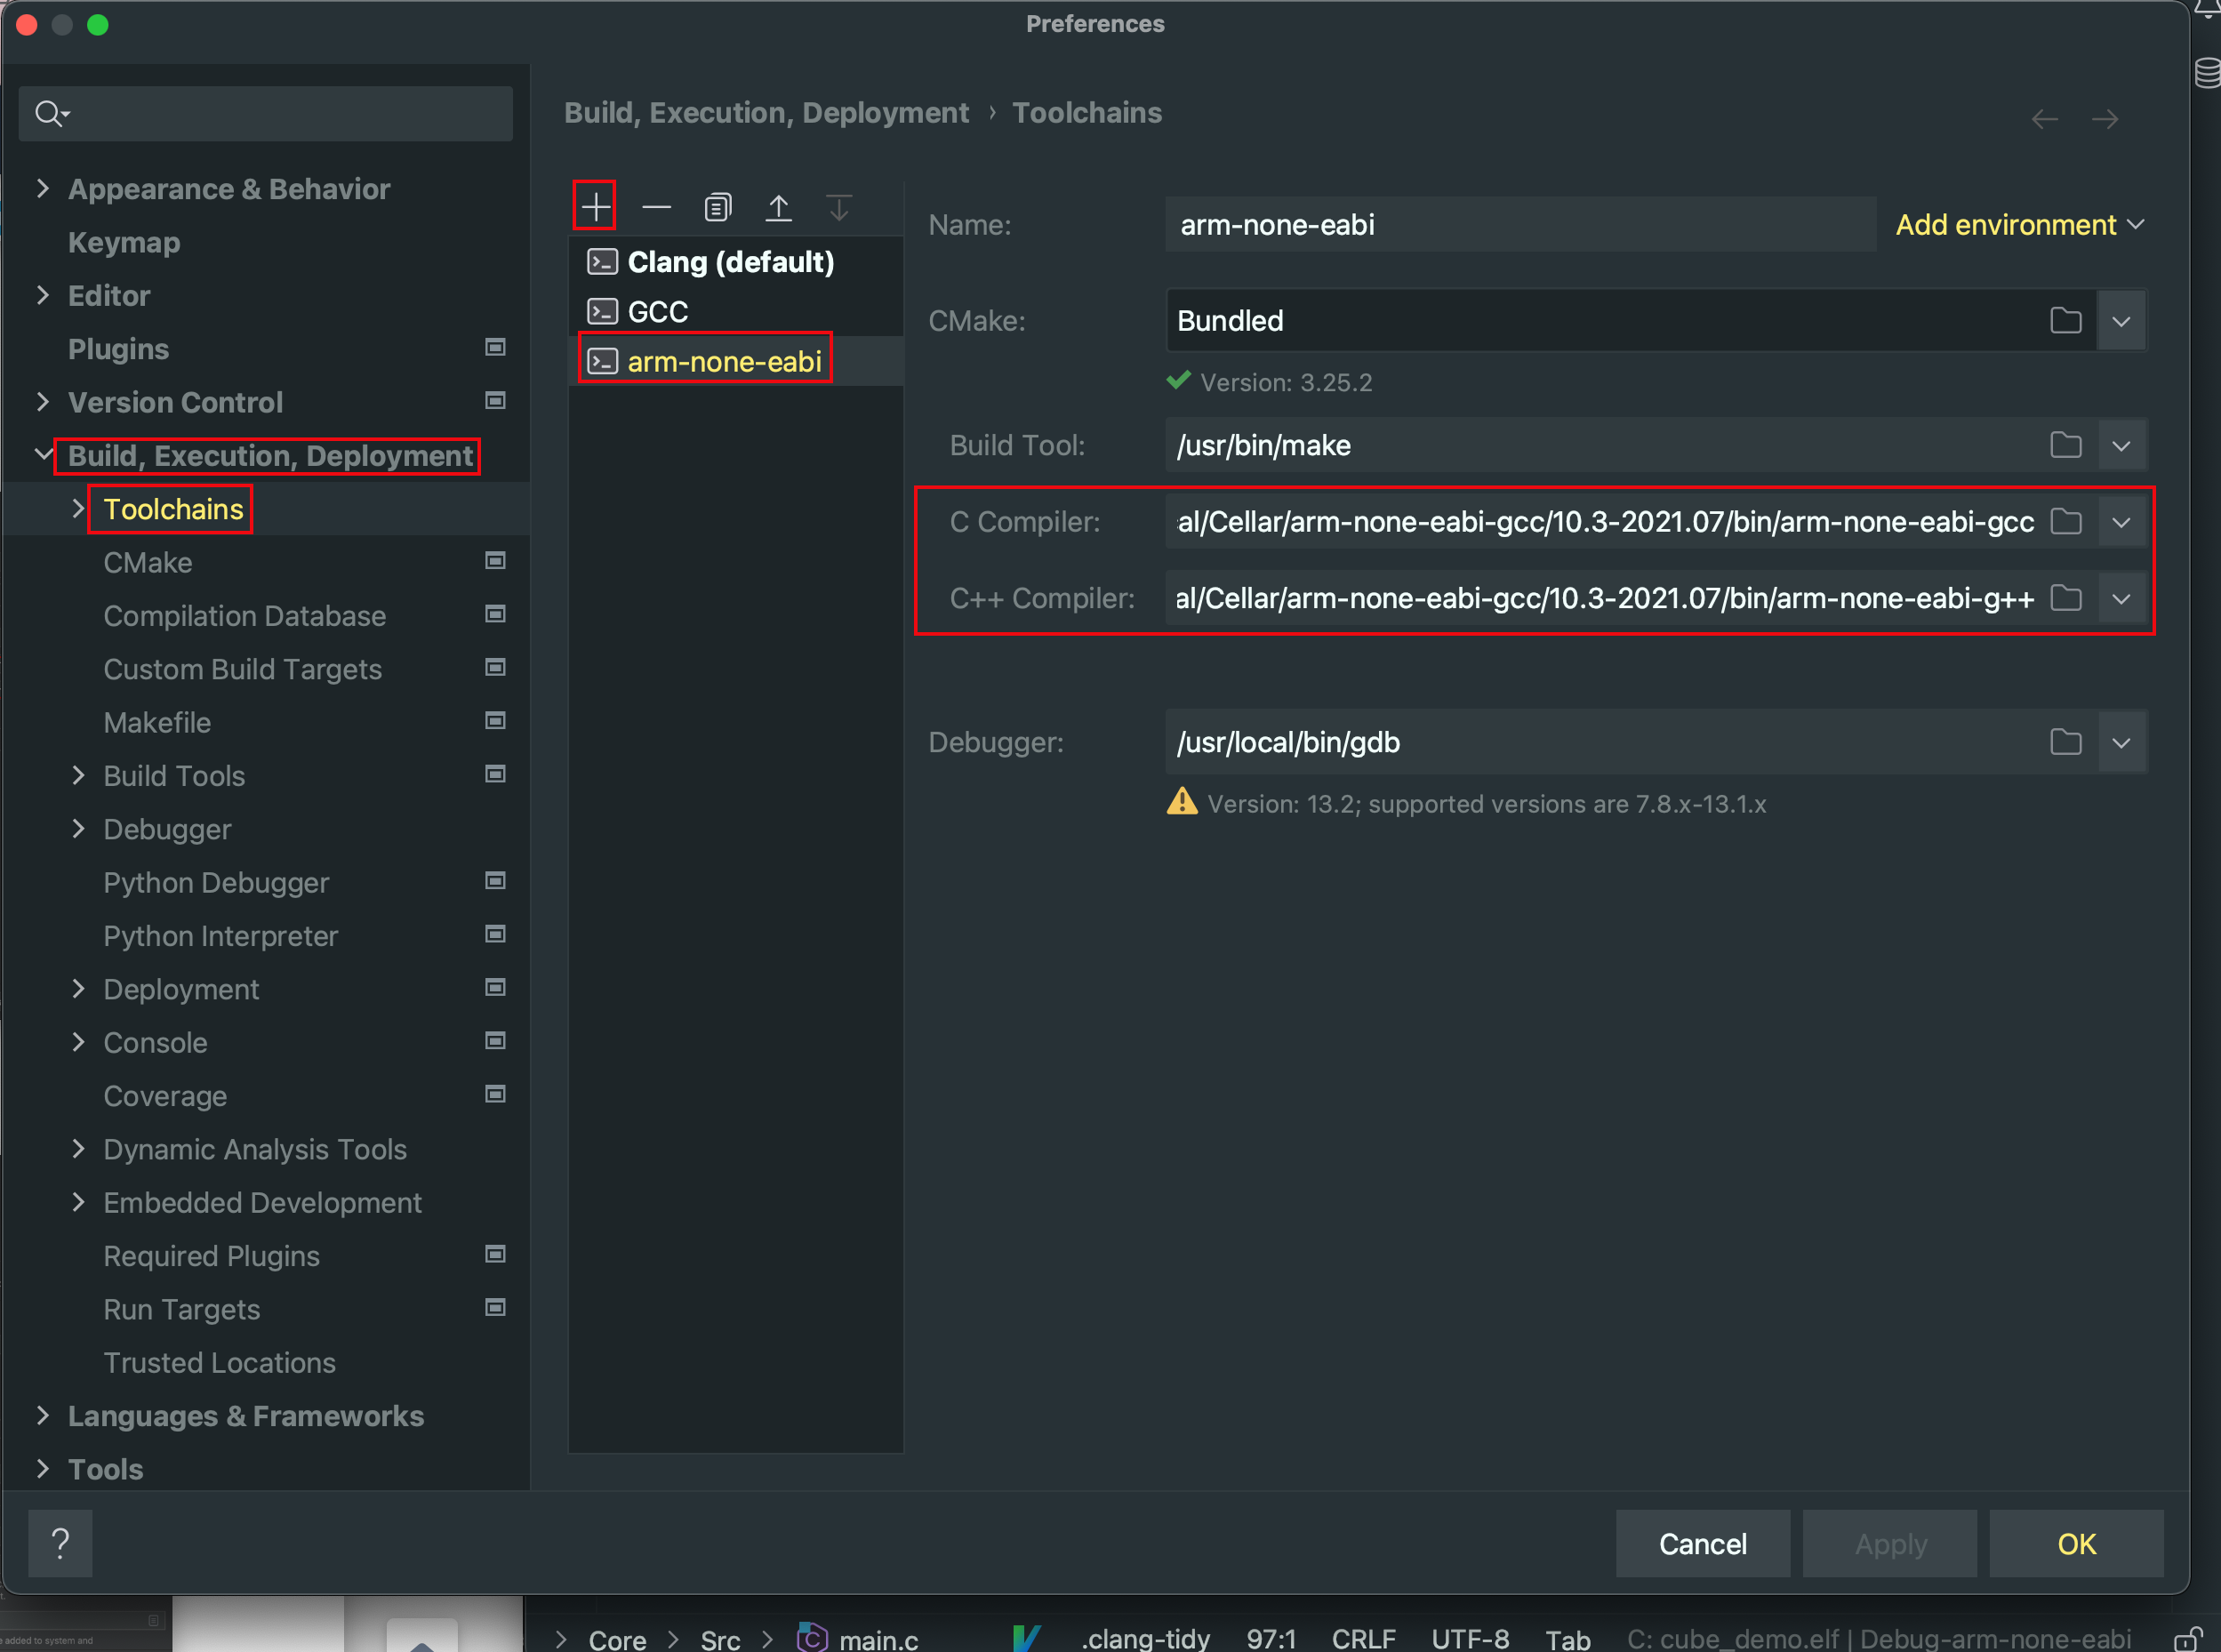 Preferences
Build, Execution, Deployment › Toolchains
Appearance & Behavior
Keymap
Editor
Plugins
Version Control
Build, Execution, Deployment
Toolchains
CMake
Compilation Database
Custom Build Targets
Makefile
Build Tools
Debugger
Python Debugger
Python Interpreter
Deployment
Console
Coverage
Dynamic Analysis Tools
Embedded Development
Required Plugins
Run Targets
Trusted Locations
Languages & Frameworks
Tools
Clang (default)
GCC
arm-none-eabi
Name: arm-none-eabi Add environment
CMake: Bundled
Version: 3.25.2
Build Tool: /usr/bin/make
C Compiler: al/Cellar/arm-none-eabi-gcc/10.3-2021.07/bin/arm-none-eabi-gcc
C++ Compiler: al/Cellar/arm-none-eabi-gcc/10.3-2021.07/bin/arm-none-eabi-g++
Debugger: /usr/local/bin/gdb
Version: 13.2; supported versions are 7.8.x-13.1.x
? Cancel Apply OK
e added to system and
Core Src C main.c .clang-tidy 97:1 CRLF UTF-8 Tab C: cube_demo.elf | Debug-arm-none-eabi